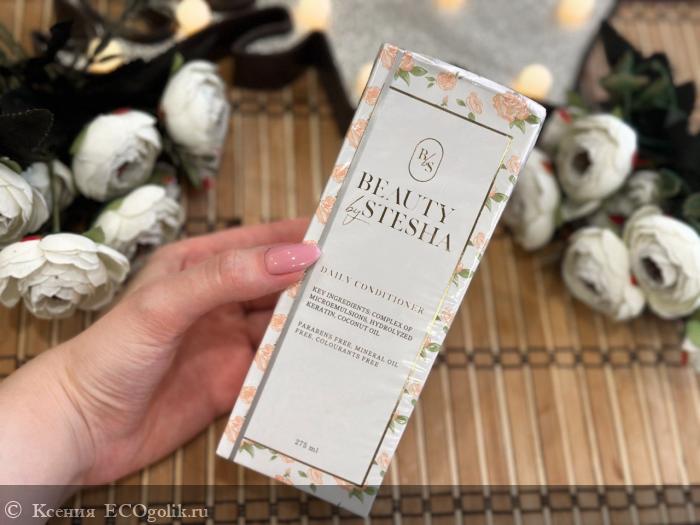 B/S
BEAUTY
by STESHA
DAILY CONDITIONER
KEY INGREDIENTS: COMPLEX OF
MICROEMULSIONS, HYDROLYZED
KERATIN, COCONUT OIL
PARABENS FREE, MINERAL OIL
FREE, COLOURANTS FREE
275 ml
© Ксения ECOgolik.ru